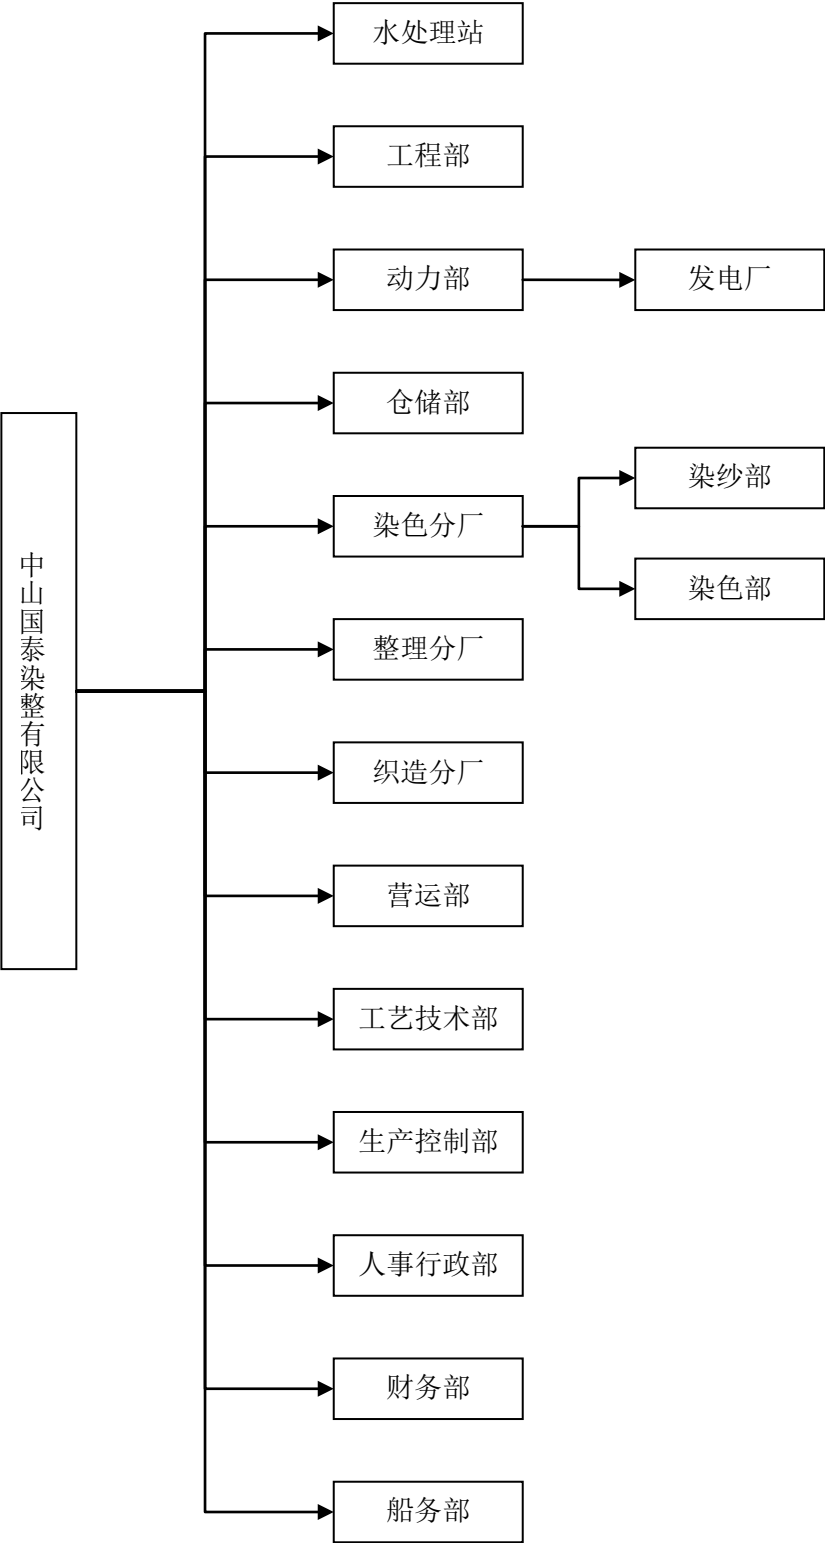 水处理站
工程部
动力部
发电厂
仓储部
染色分厂
染纱部
染色部
中山国泰染整有限公司
整理分厂
织造分厂
营运部
工艺技术部
生产控制部
人事行政部
财务部
船务部